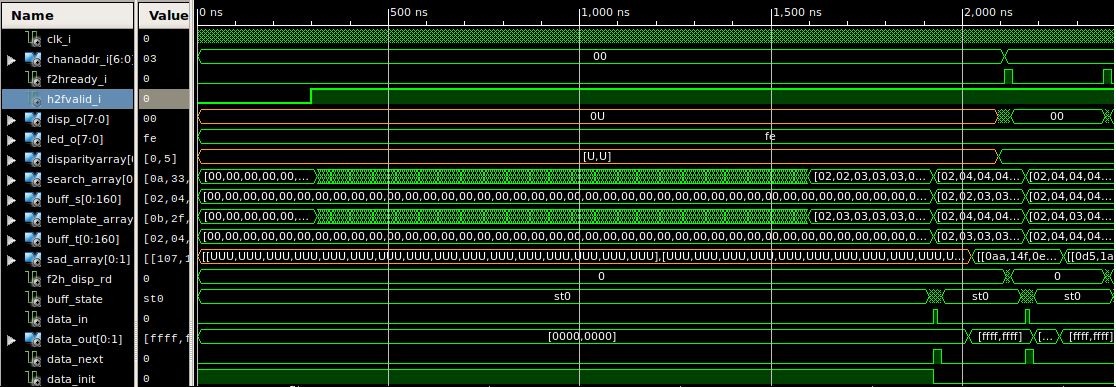 Name Value 0 ns 500 ns 1,000 ns 1,500 ns 2,000 ns
clk_i 0
chanaddr_i[6:0] 03 00
f2hready_i 0
h2fvalid_i 0
disp_o[7:0] 00 0U 00
led_o[7:0] fe fe
disparityarray[ [0,5] [U,U]
search_array[0 [0a,33, [00,00,00,00,00,... [02,02,03,03,03,0... [02,04,04,04... [02,04,04,04...
buff_s[0:160] [02,04, [00,00,00,00,00,00,00,00,00,00,00,00,00,00,00,00,00,00,00,00,00,00,00,00,00,00,00,00,00,00,00,00,00,0... [02,03,03,03... [02,04,04,04...
template_array [0b,2f, [00,00,00,00,00,... [02,03,03,03,03,0... [02,04,04,04... [02,04,03,04...
buff_t[0:160] [02,04, [00,00,00,00,00,00,00,00,00,00,00,00,00,00,00,00,00,00,00,00,00,00,00,00,00,00,00,00,00,00,00,00,00,0... [02,03,03,03... [02,04,04,04...
sad_array[0:1] [[107,1 [[UUU,UUU,UUU,UUU,UUU,UUU,UUU,UUU,UUU,UUU,UUU,UUU,UUU,UUU,UUU,UUU,UUU],[UUU,UUU,UUU,UUU,UUU,UUU,UUU,UUU,UUU,UUU,UUU,U... [[0aa,14f,0e... [[0d5,1a
f2h_disp_rd 0 0 0
buff_state st0 st0 st0 st0
data_in 0
data_out[0:1] [ffff,f [0000,0000] [ffff,ffff] [... [ffff,ffff]
data_next 0
data_init 0